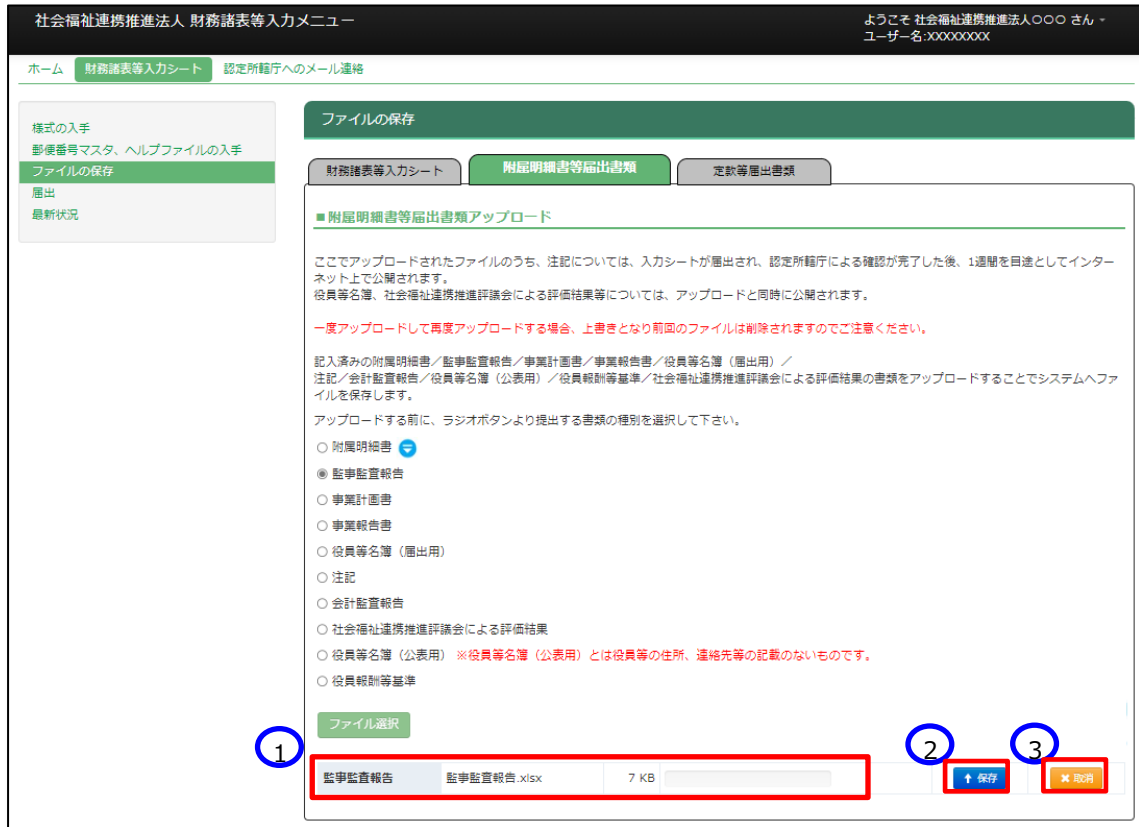 社会福祉連携推進法人 財務諸表等入力メニュー
ようこそ 社会福祉連携推進法人○○○ さん
ユーザー名:XXXXXXXX
ホーム 財務諸表等入力シート 認定所轄庁へのメール連絡
様式の入手
郵便番号マスタ、ヘルプファイルの入手
ファイルの保存
届出
最新状況
ファイルの保存
財務諸表等入力シート 附属明細書等届出書類 定款等届出書類
■附属明細書等届出書類アップロード
ここでアップロードされたファイルのうち、注記については、入力シートが届出され、認定所轄庁による確認が完了した後、1週間を目途としてインター
ネット上で公開されます。
役員等名簿、社会福祉連携推進評議会による評価結果等については、アップロードと同時に公開されます。
一度アップロードして再度アップロードする場合、上書きとなり前回のファイルは削除されますのでご注意ください。
記入済みの附属明細書／監事監査報告／事業計画書／事業報告書／役員等名簿（届出用）／
注記／会計監査報告／役員等名簿（公表用）／役員報酬等基準／社会福祉連携推進評議会による評価結果の書類をアップロードすることでシステムへファ
イルを保存します。
アップロードする前に、ラジオボタンより提出する書類の種別を選択して下さい。
附属明細書
監事監査報告
事業計画書
事業報告書
役員等名簿（届出用）
注記
会計監査報告
社会福祉連携推進評議会による評価結果
役員等名簿（公表用） ※役員等名簿（公表用）とは役員等の住所、連絡先等の記載のないものです。
役員報酬等基準
ファイル選択
1 2 3
監事監査報告 監事監査報告.xlsx 7 KB 保存 取消